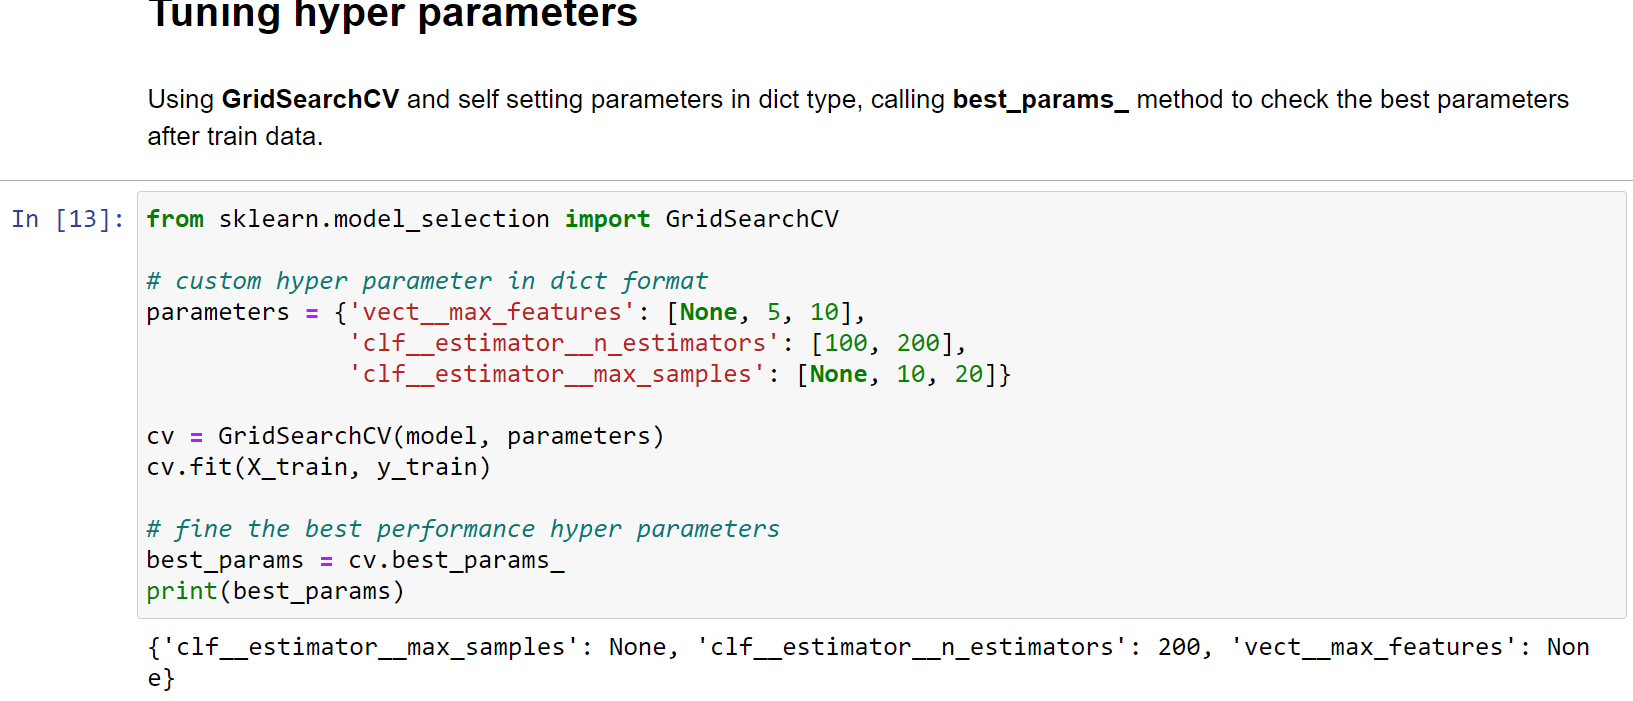 Tuning hyper parameters
Using GridSearchCV and self setting parameters in dict type, calling best_params_ method to check the best parameters
after train data.
In [13]: from sklearn.model_selection import GridSearchCV
# custom hyper parameter in dict format
parameters = {'vect__max_features': [None, 5, 10],
'clf__estimator__n_estimators': [100, 200],
'clf__estimator__max_samples': [None, 10, 20]}
cv = GridSearchCV(model, parameters)
cv.fit(X_train, y_train)
# fine the best performance hyper parameters
best_params = cv.best_params_
print(best_params)
{'clf__estimator__max_samples': None, 'clf__estimator__n_estimators': 200, 'vect__max_features': Non
e}